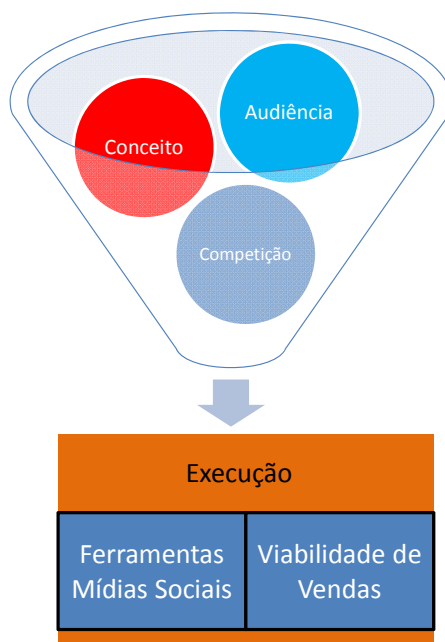 Audiência
Conceito
Competição
Execução
Ferramentas
Mídias Sociais
Viabilidade de
Vendas